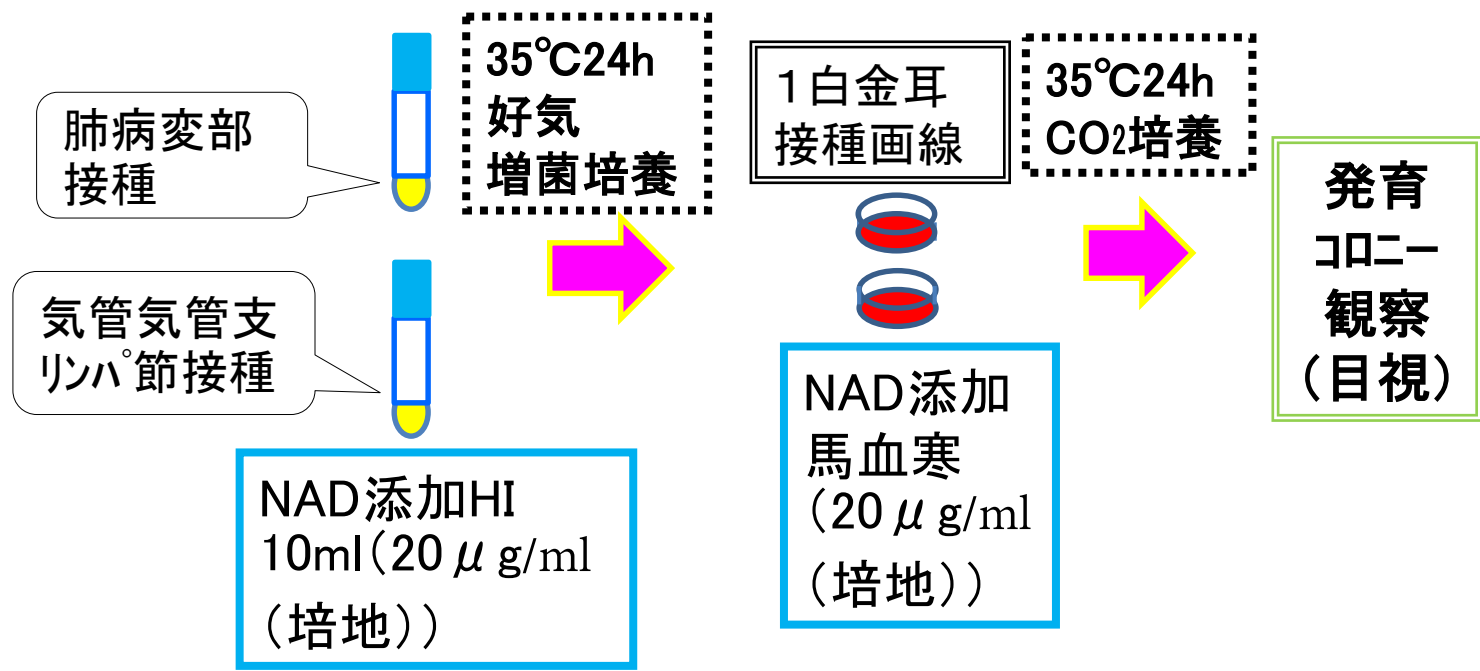 肺病変部
接種
気管気管支
リンパ節接種
35℃24h
好気
増菌培養
NAD添加HI
10ml（20μg/ml
（培地））
１白金耳
接種画線
NAD添加
馬血寒
（20μg/ml
（培地））
35℃24h
CO2培養
発育
コロニー
観察
（目視）